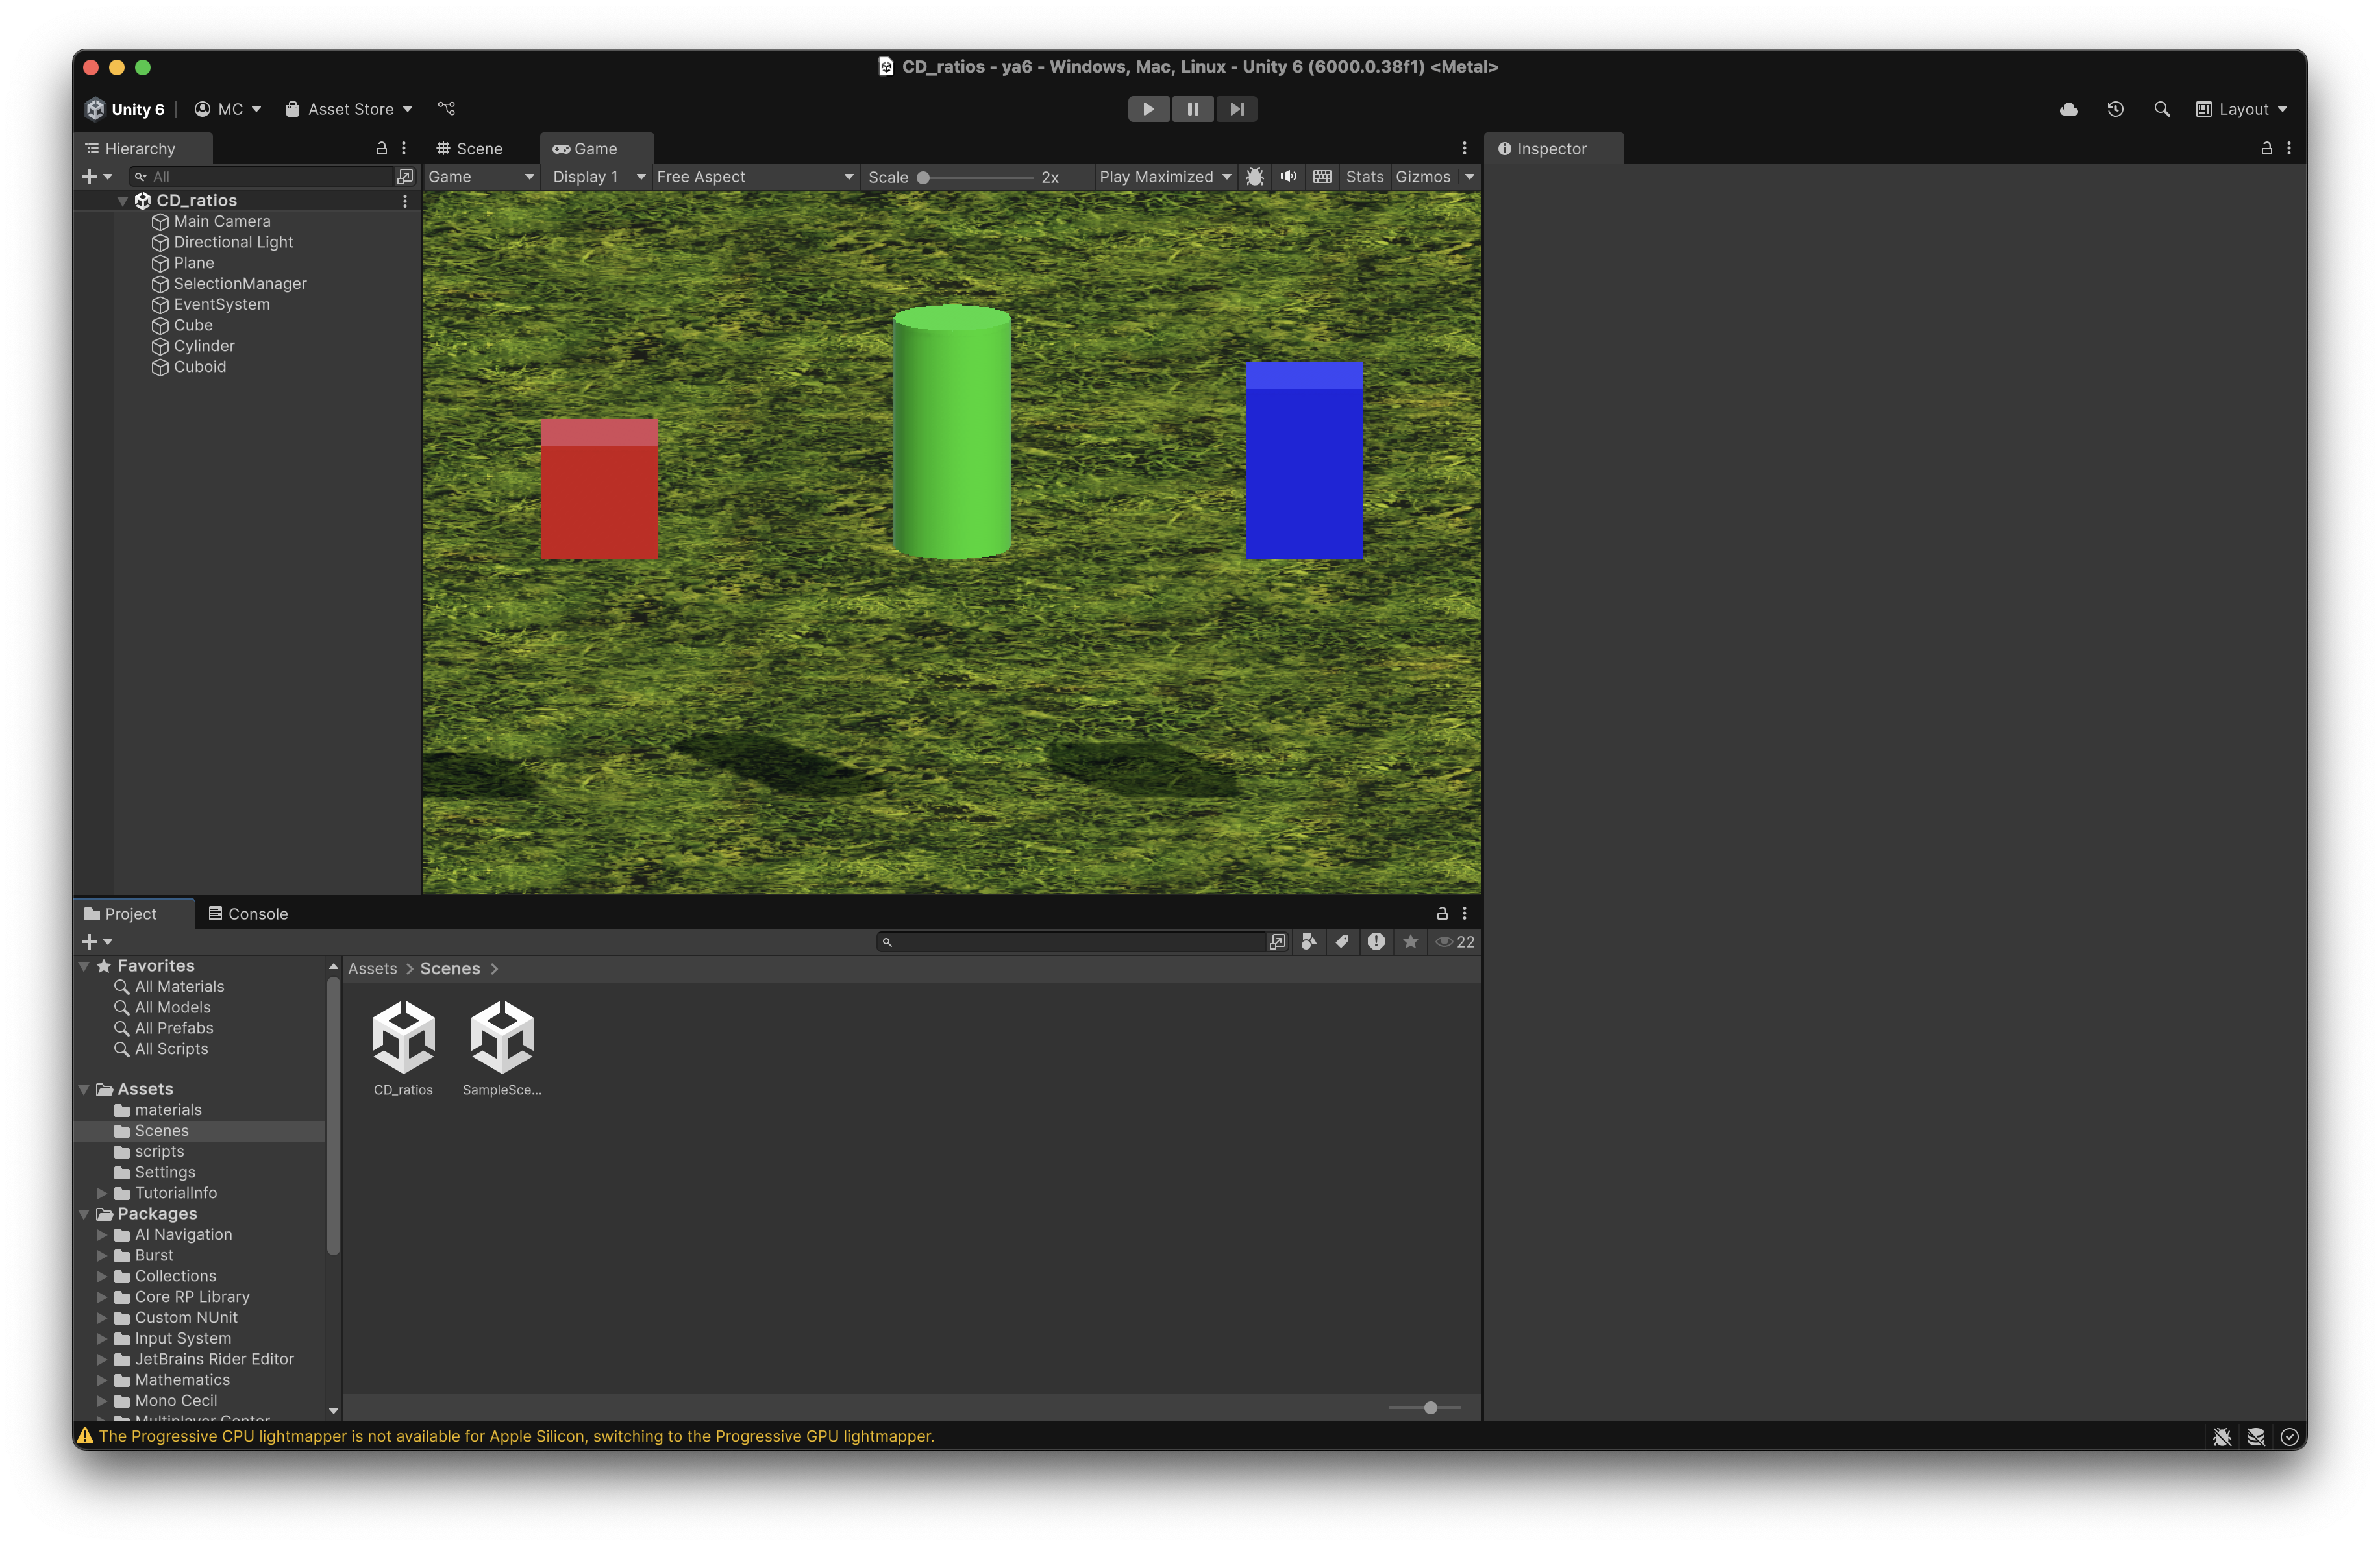 CD_ratios - ya6 - Windows, Mac, Linux - Unity 6 (6000.0.38f1) <Metal>
Unity 6 MC Asset Store Layout
Hierarchy
All
CD_ratios
Main Camera
Directional Light
Plane
SelectionManager
EventSystem
Cube
Cylinder
Cuboid
Scene Game
Game Display 1 Free Aspect Scale 2x Play Maximized Stats Gizmos
Inspector
Project Console
22
Favorites
All Materials
All Models
All Prefabs
All Scripts
Assets
materials
Scenes
scripts
Settings
TutorialInfo
Packages
AI Navigation
Burst
Collections
Core RP Library
Custom NUnit
Input System
JetBrains Rider Editor
Mathematics
Mono Cecil
Multiplayer Center
Assets > Scenes >
CD_ratios SampleSce...
The Progressive CPU lightmapper is not available for Apple Silicon, switching to the Progressive GPU lightmapper.